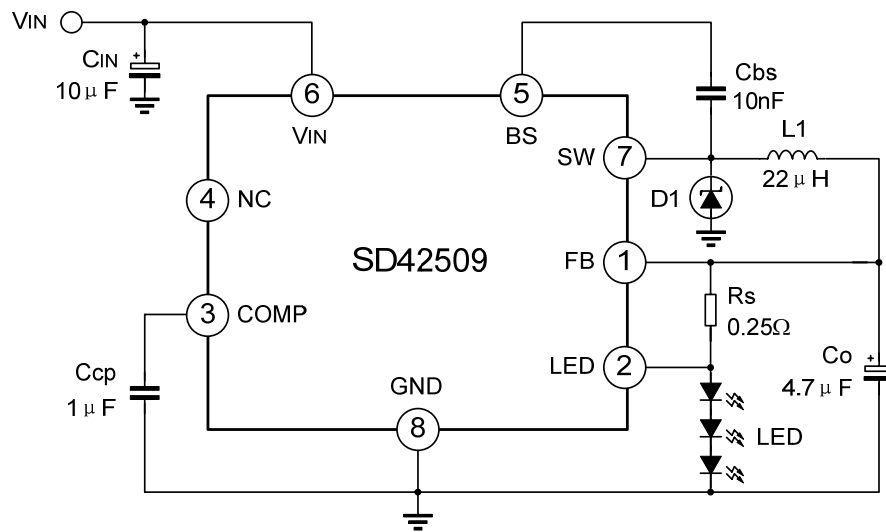 VIN
CIN
+
10μF
6
VIN
5
BS
Cbs
10nF
SW
7
L1
22μH
D1
4
NC
SD42509
FB
1
Rs
0.25Ω
3
COMP
LED
2
Ccp
1μF
GND
8
+
Co
4.7μF
LED